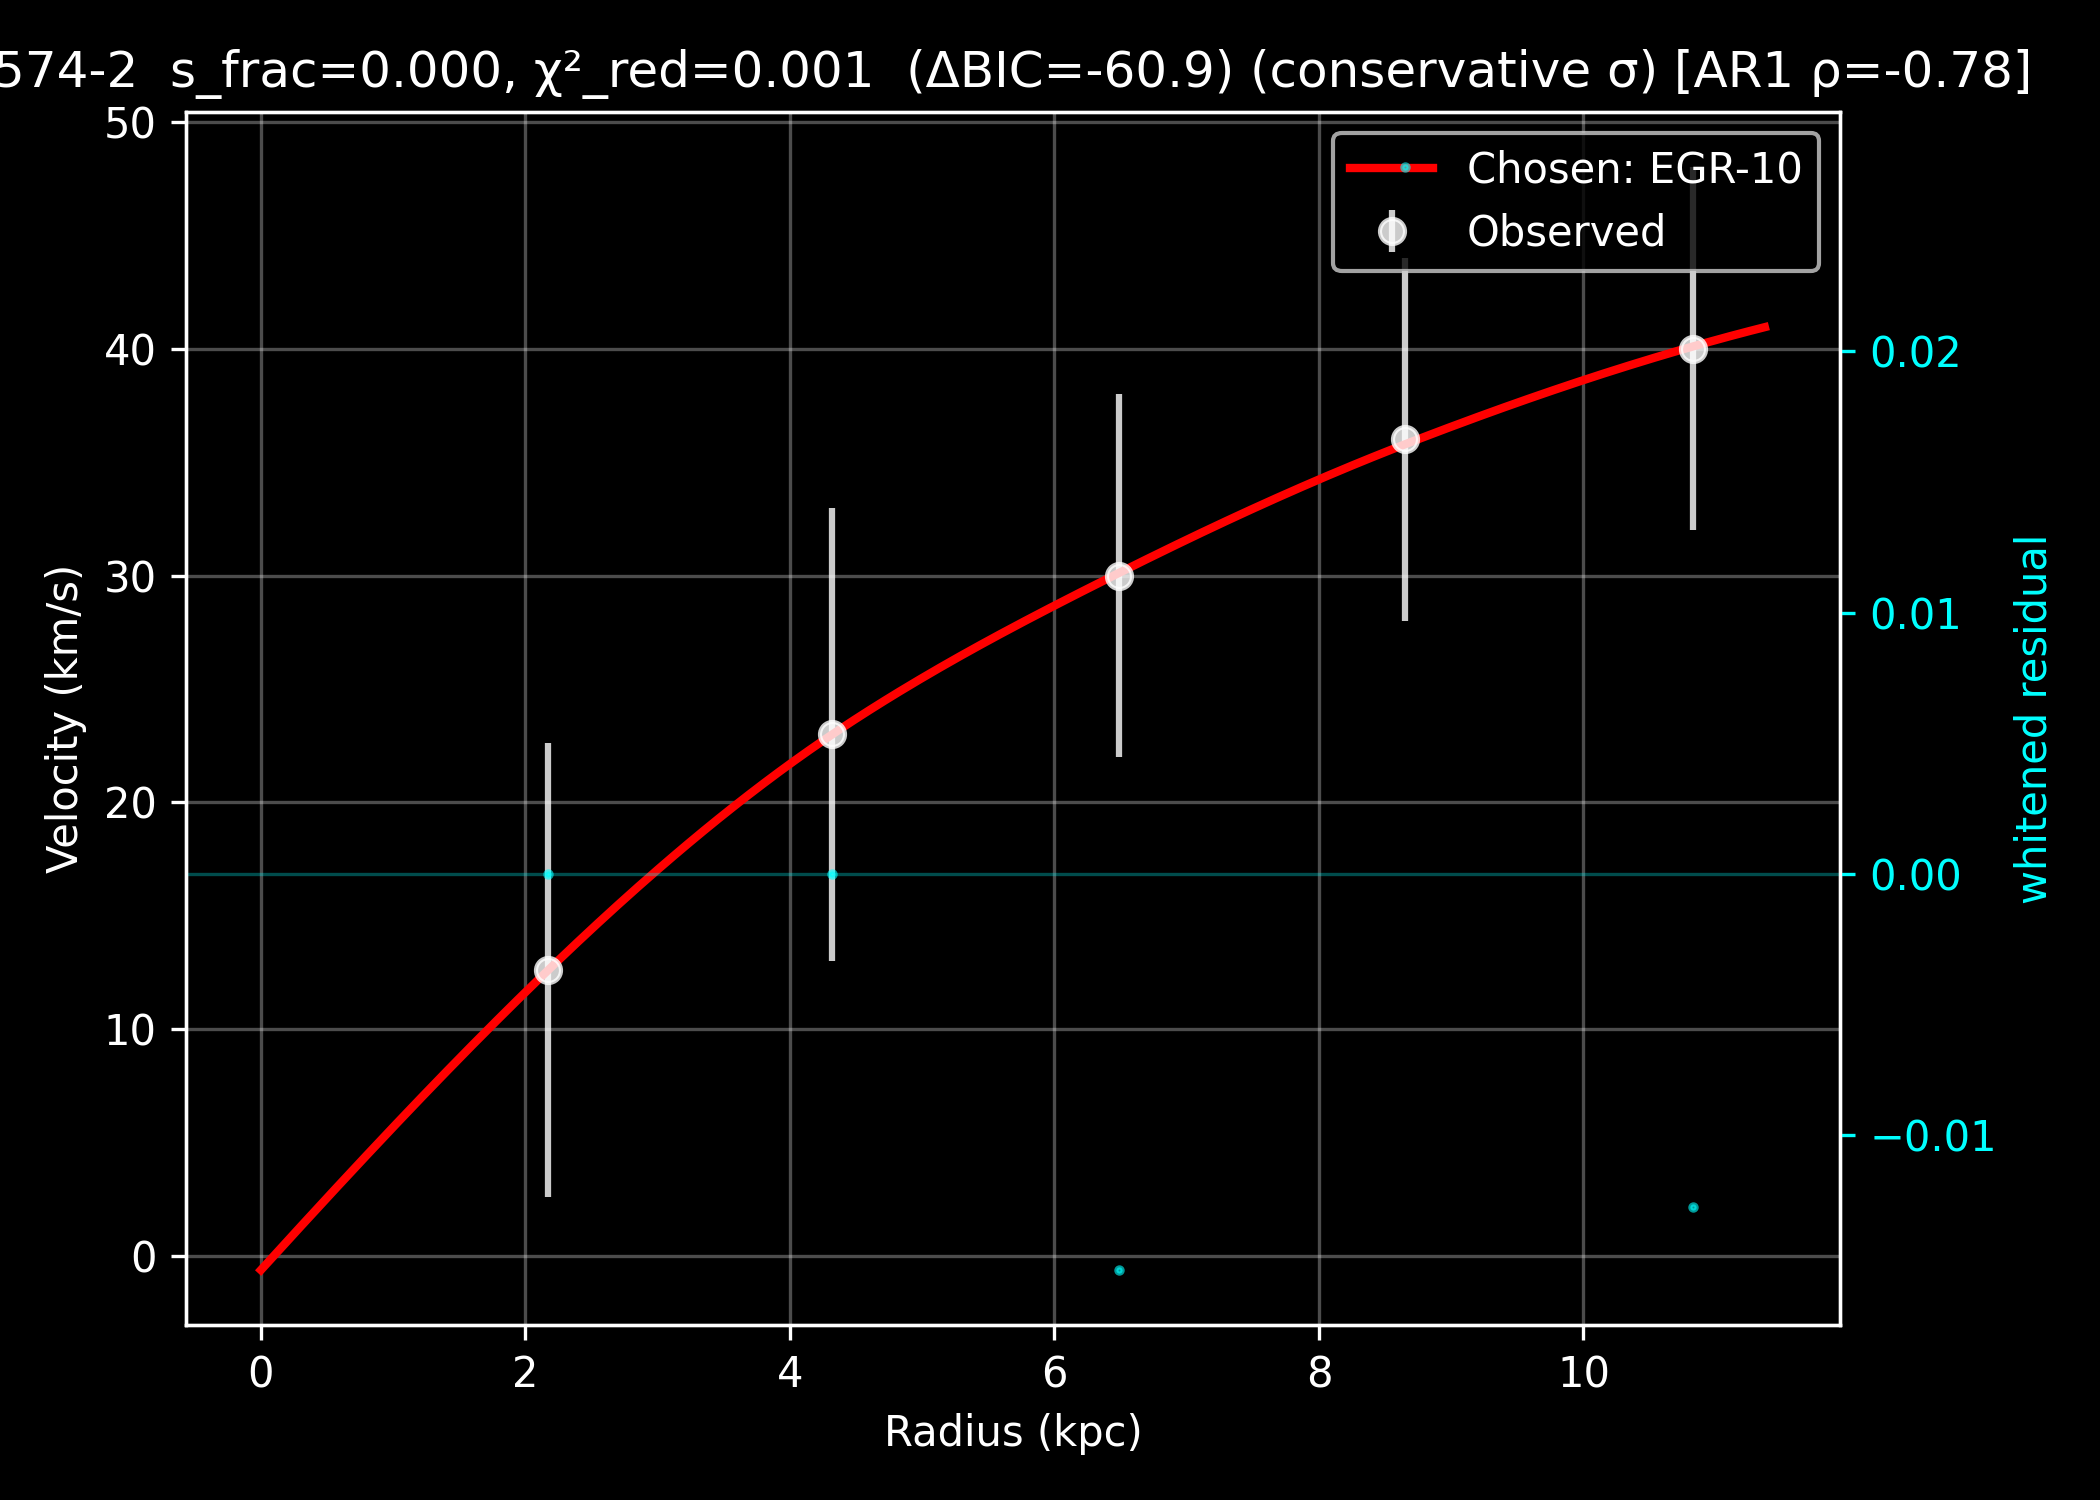 574-2 s_frac=0.000, χ²_red=0.001 (ΔBIC=-60.9) (conservative σ) [AR1 ρ=-0.78]
50
40
30
20
10
0
Velocity (km/s)
Chosen: EGR-10
Observed
0.02
0.01
0.00
−0.01
whitened residual
0
2
4
6
8
10
Radius (kpc)